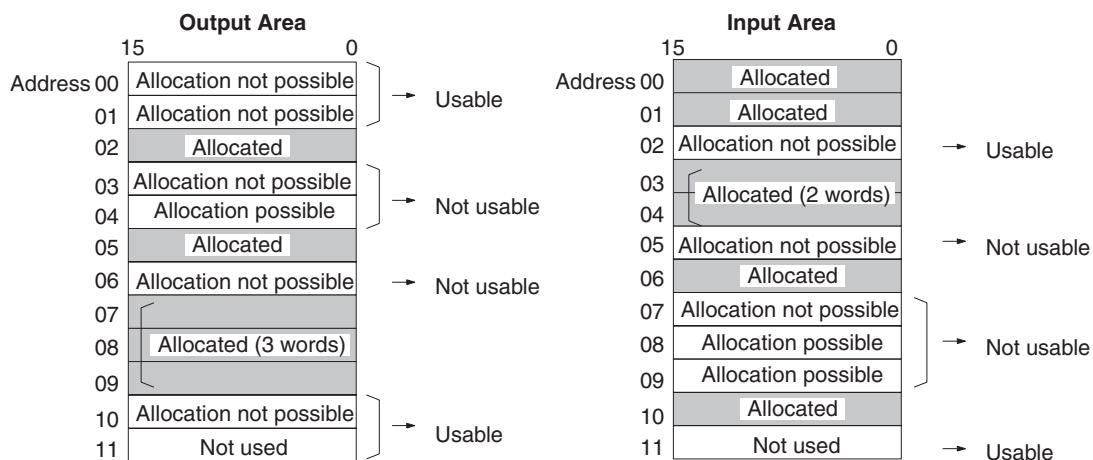 Output Area
15 0
Address 00 Allocation not possible
01 Allocation not possible
→ Usable
02 Allocated
03 Allocation not possible
04 Allocation possible
→ Not usable
05 Allocated
06 Allocation not possible → Not usable
07
08 Allocated (3 words)
09
10 Allocation not possible
11 Not used
→ Usable
Input Area
15 0
Address 00 Allocated
01 Allocated
02 Allocation not possible → Usable
03
Allocated (2 words)
04
05 Allocation not possible → Not usable
06 Allocated
07 Allocation not possible
08 Allocation possible → Not usable
09 Allocation possible
10 Allocated
11 Not used → Usable